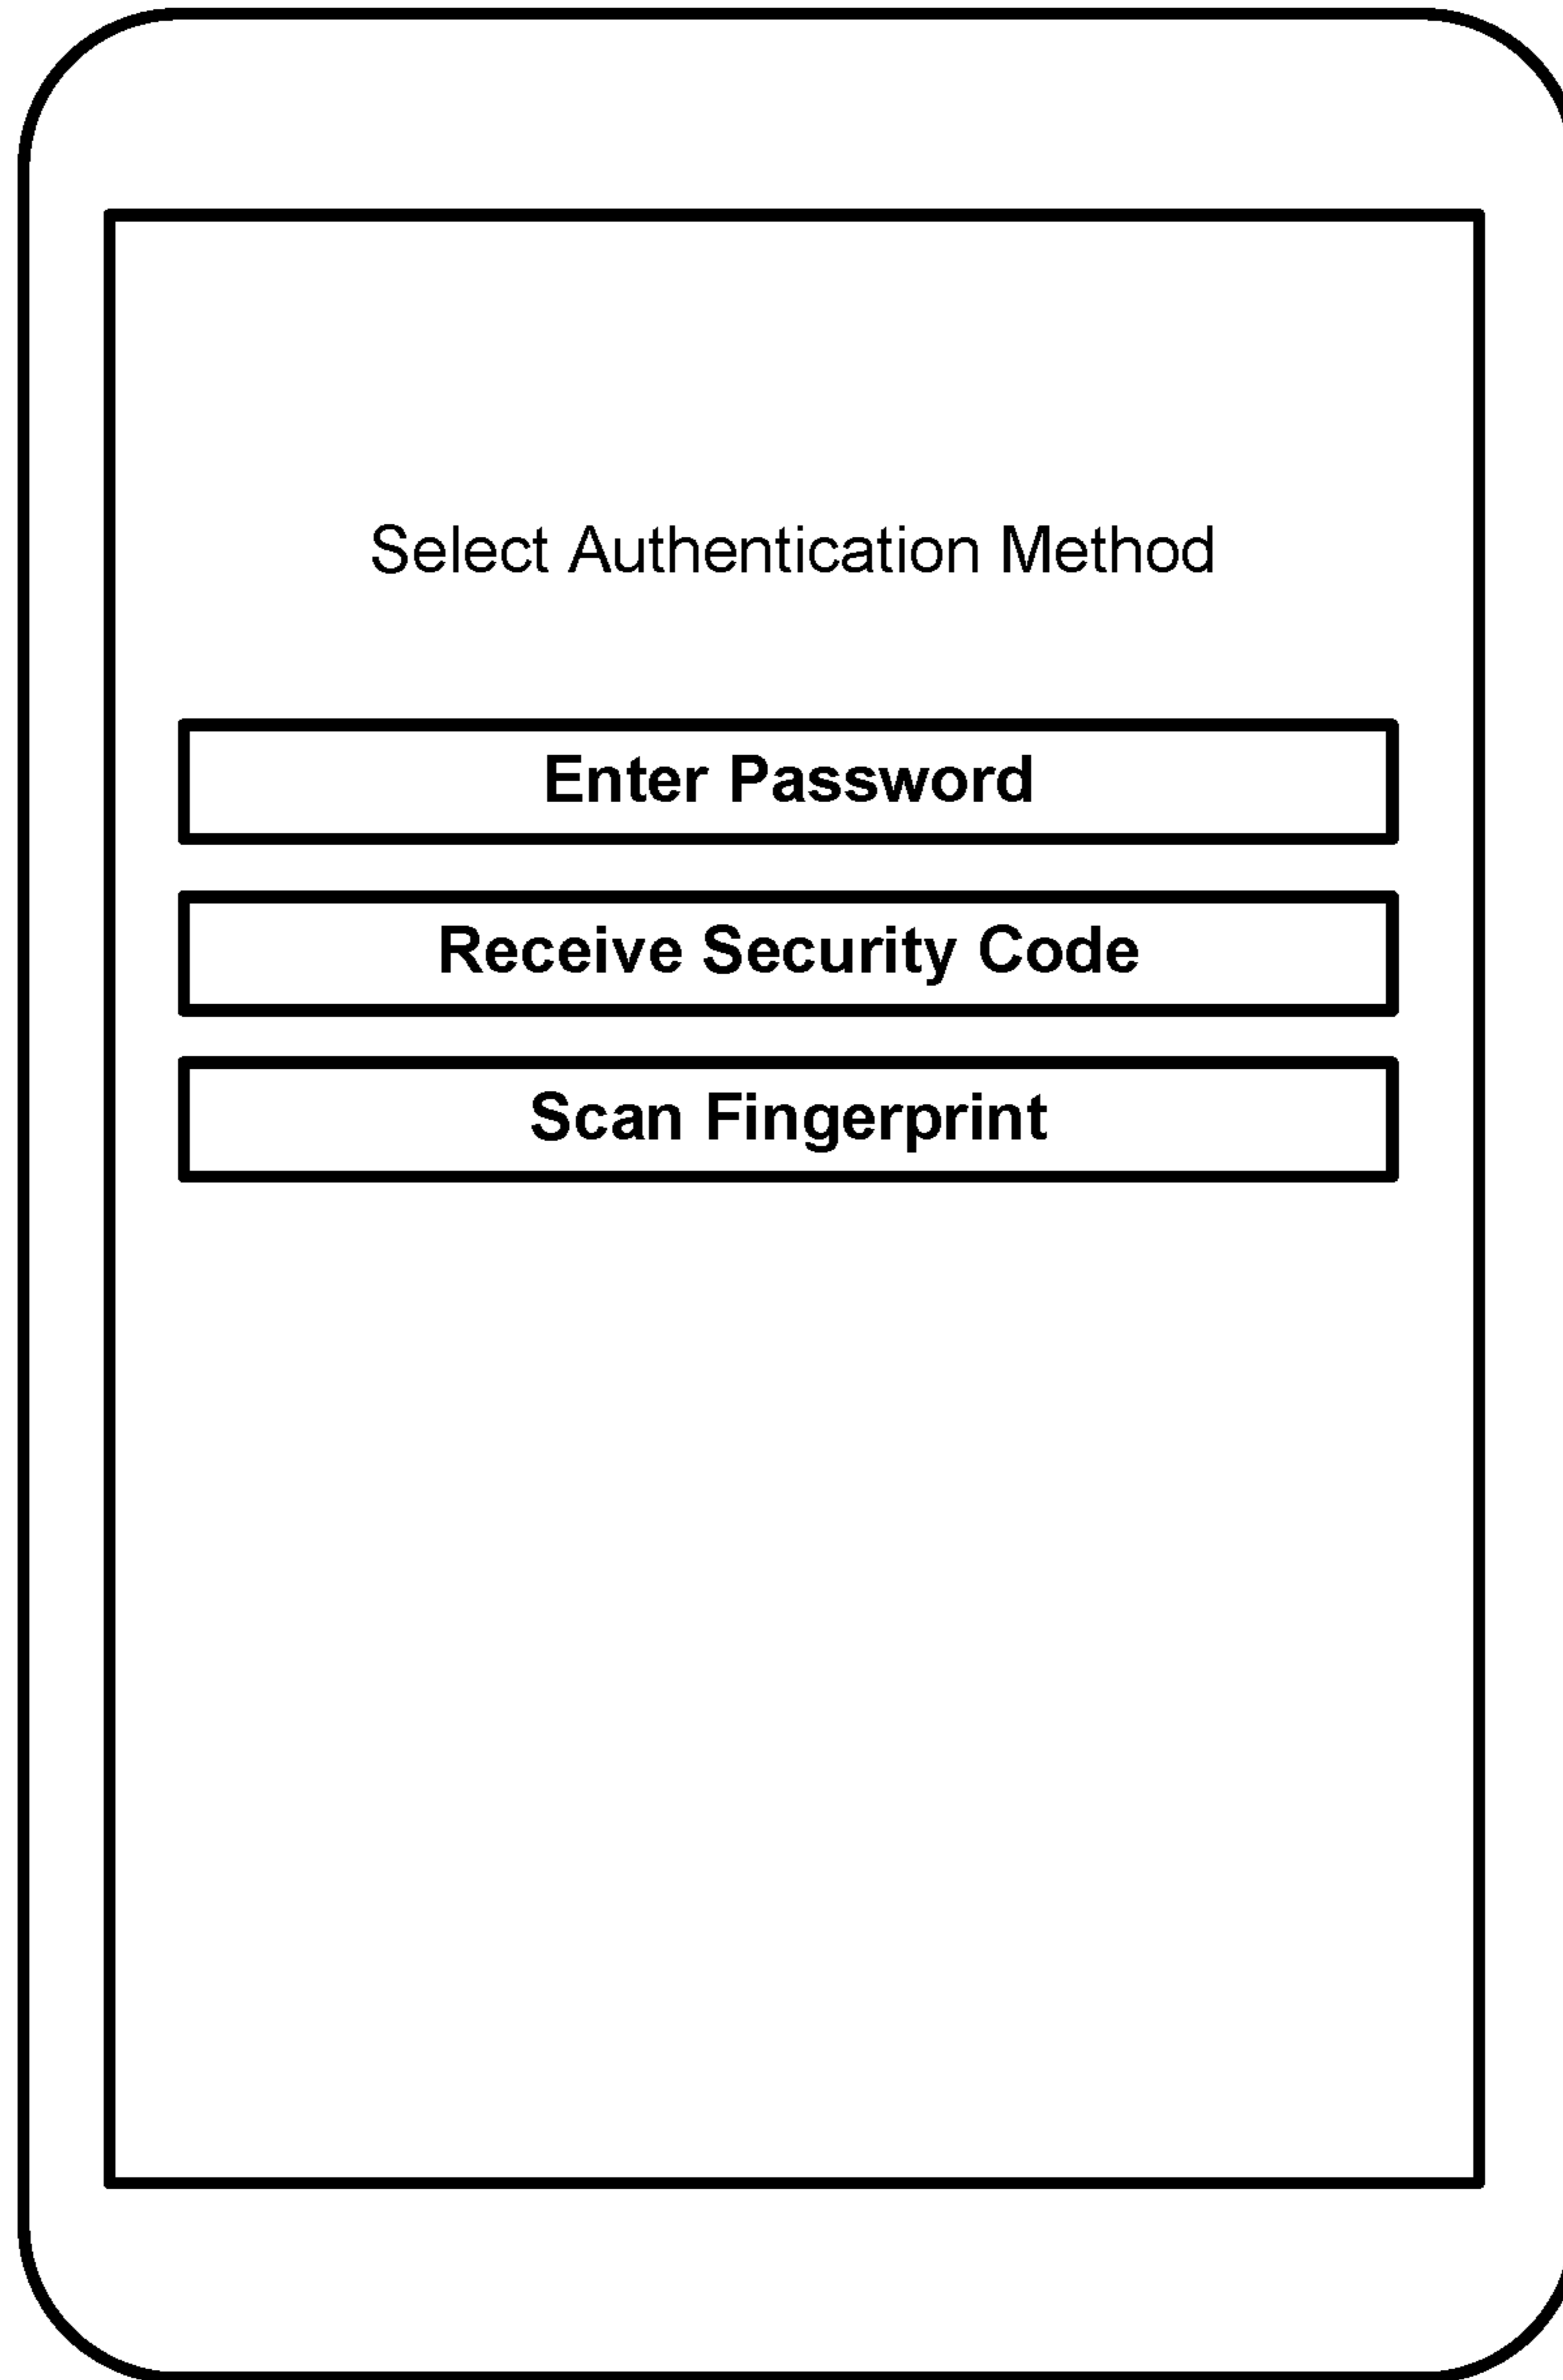 Select Authentication Method
Enter Password
Receive Security Code
Scan Fingerprint